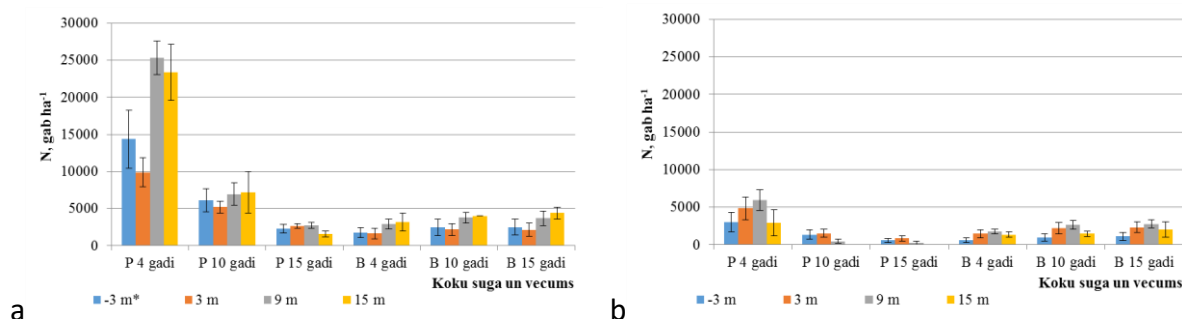 a
30000
25000
20000
15000
10000
5000
0
N, gab ha-1
P 4 gadi P 10 gadi P 15 gadi B 4 gadi B 10 gadi B 15 gadi
Koku suga un vecums
-3 m* 3 m 9 m 15 m
b
30000
25000
20000
15000
10000
5000
0
N, gab ha-1
P 4 gadi P 10 gadi P 15 gadi B 4 gadi B 10 gadi B 15 gadi
Koku suga un vecums
-3 m 3 m 9 m 15 m